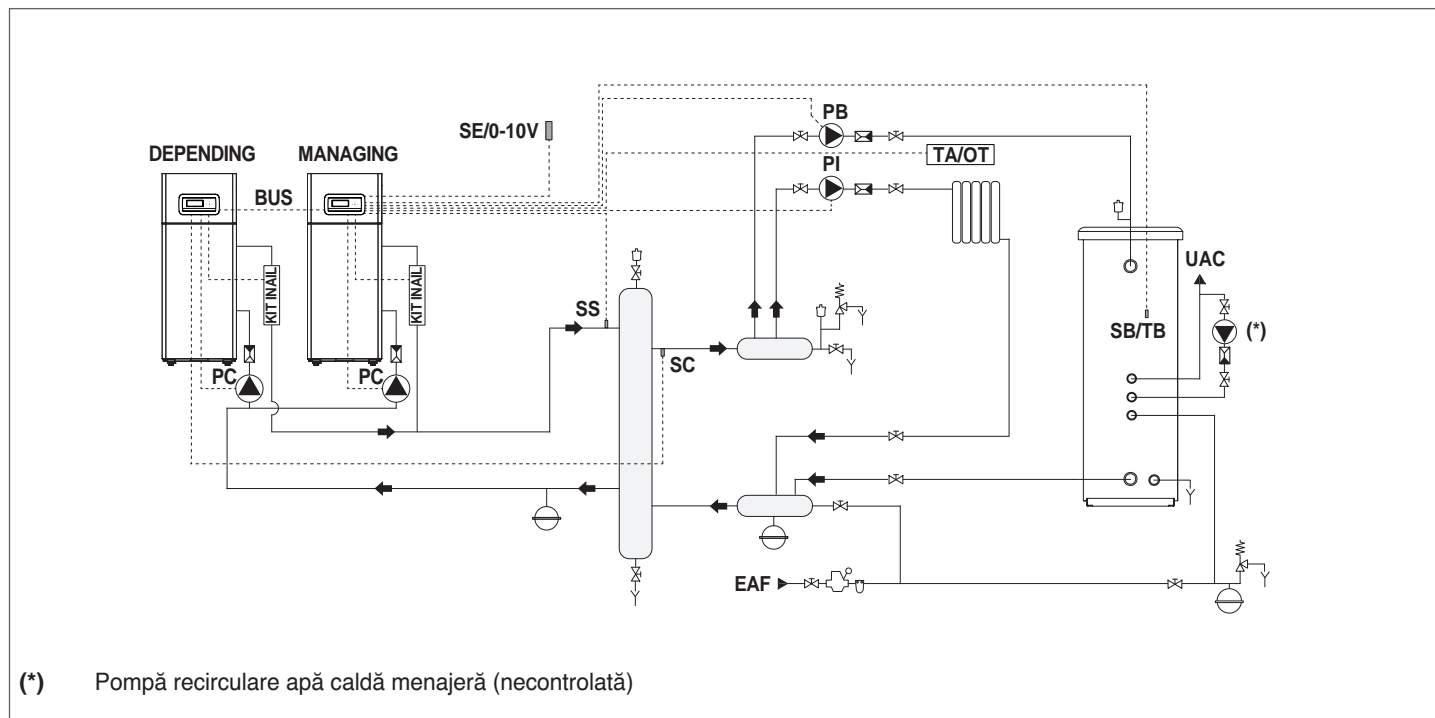 PB
SE/0-10V
DEPENDING MANAGING
TA/OT
PI
BUS
UAC
KIT INAIL
KIT INAIL
SS
SB/TB
(*)
SC
PC
PC
EAF
(*) Pompă recirculare apă caldă menajeră (necontrolată)